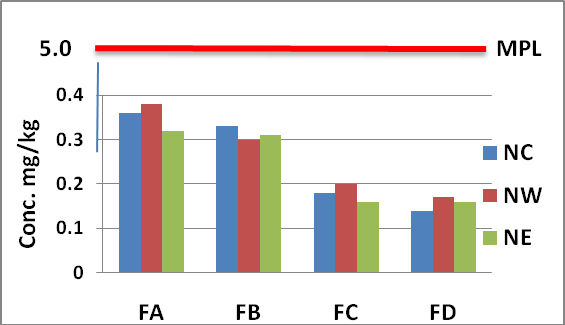 5.0 MPL
0.4
0.3
0.2
0.1
0
Conc. mg/kg
FA FB FC FD
NC
NW
NE